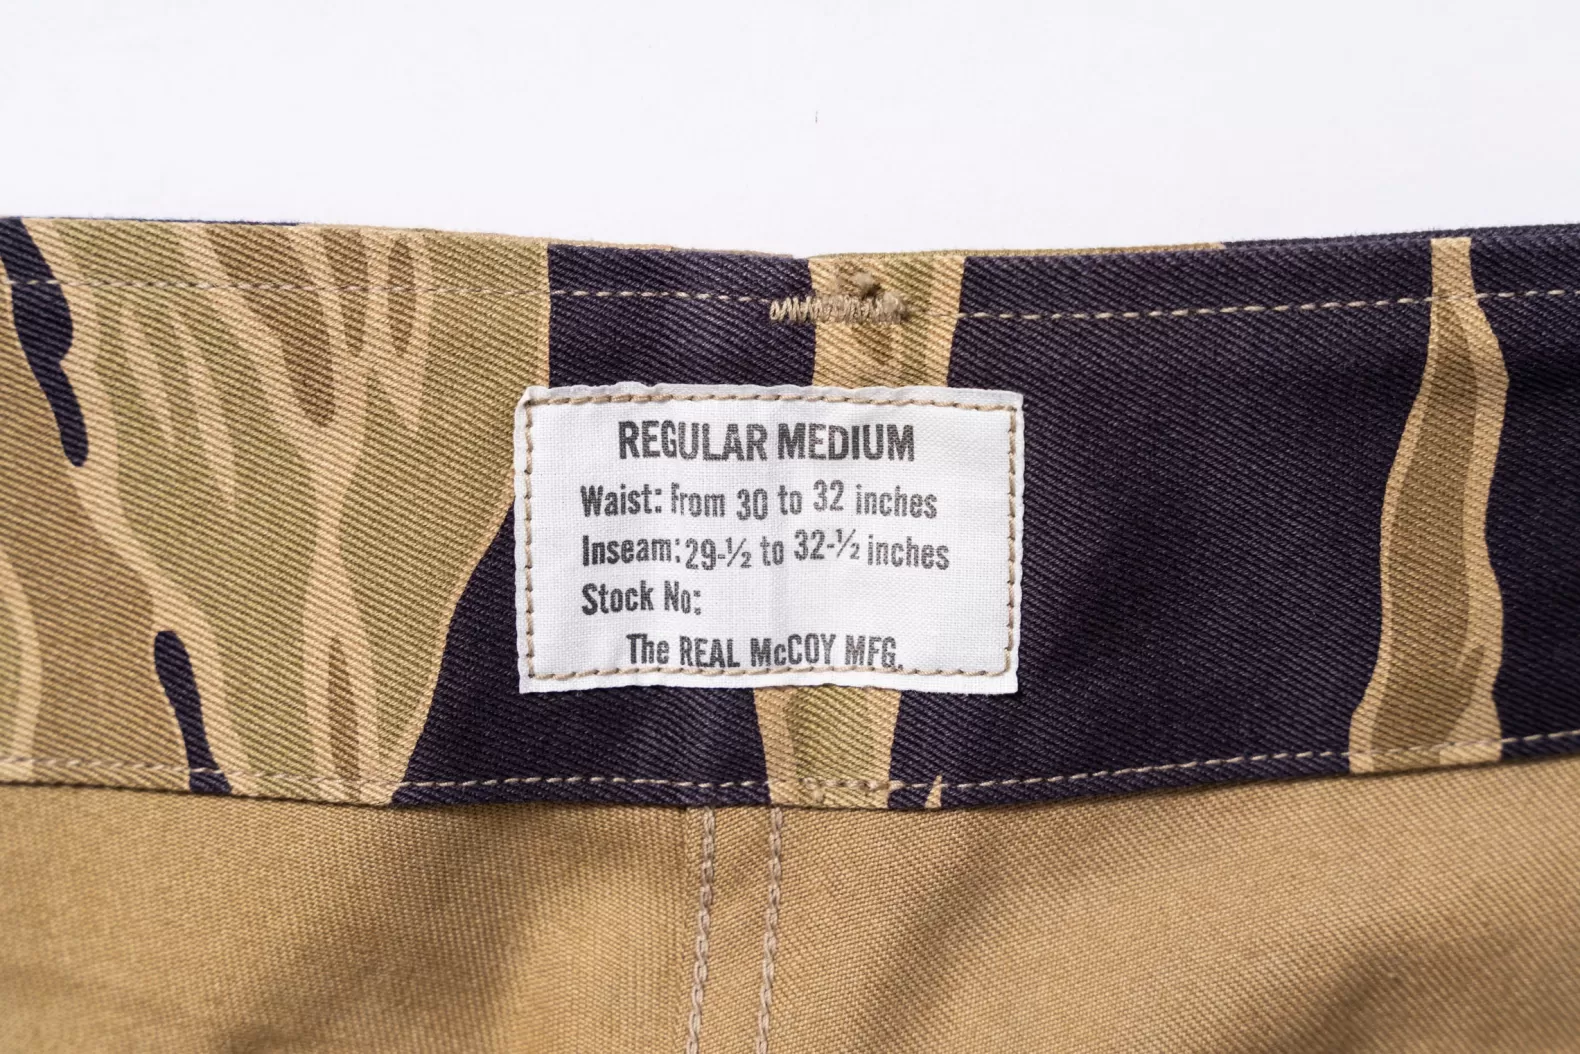 REGULAR MEDIUM
Waist: From 30 to 32 inches
Inseam: 29-½ to 32-½ inches
Stock No:
The REAL McCOY MFG.